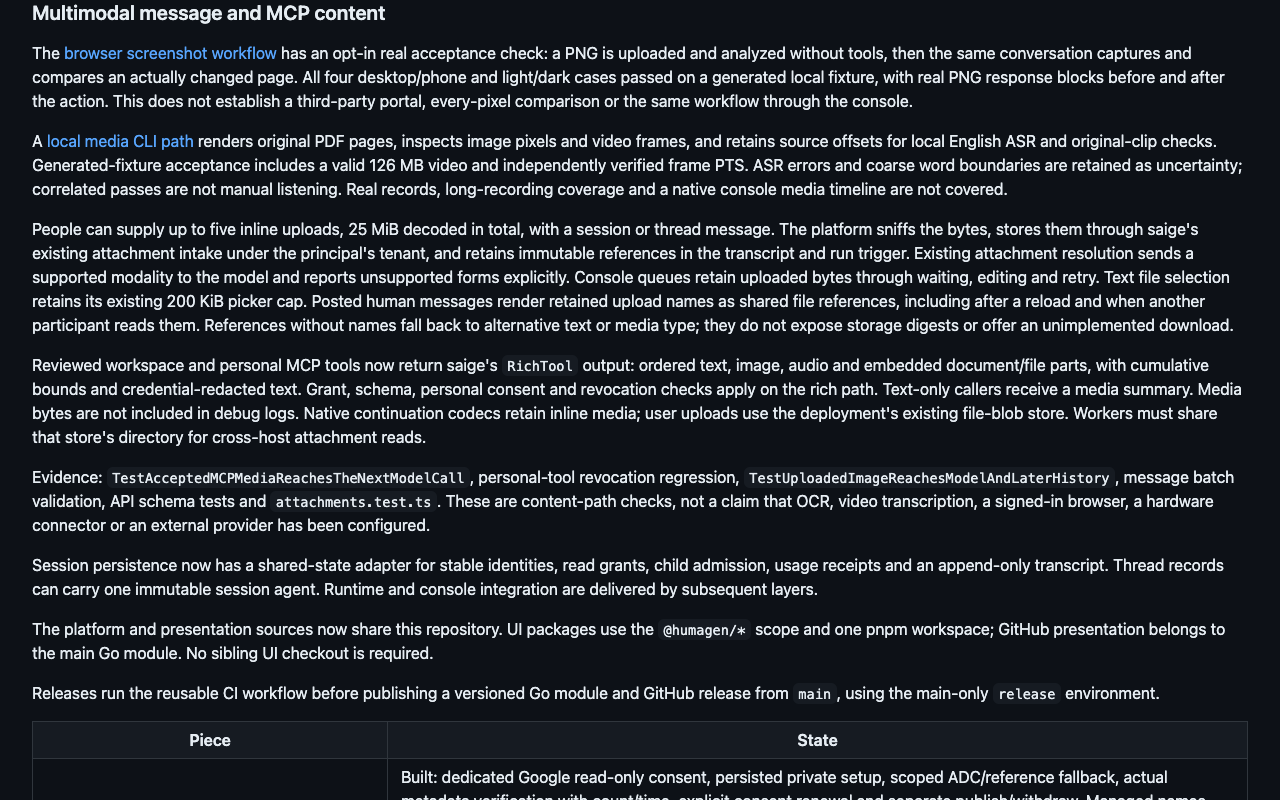 Multimodal message and MCP content
The browser screenshot workflow has an opt-in real acceptance check: a PNG is uploaded and analyzed without tools, then the same conversation captures and
compares an actually changed page. All four desktop/phone and light/dark cases passed on a generated local fixture, with real PNG response blocks before and after
the action. This does not establish a third-party portal, every-pixel comparison or the same workflow through the console.
A local media CLI path renders original PDF pages, inspects image pixels and video frames, and retains source offsets for local English ASR and original-clip checks.
Generated-fixture acceptance includes a valid 126 MB video and independently verified frame PTS. ASR errors and coarse word boundaries are retained as uncertainty;
correlated passes are not manual listening. Real records, long-recording coverage and a native console media timeline are not covered.
People can supply up to five inline uploads, 25 MiB decoded in total, with a session or thread message. The platform sniffs the bytes, stores them through saige's
existing attachment intake under the principal's tenant, and retains immutable references in the transcript and run trigger. Existing attachment resolution sends a
supported modality to the model and reports unsupported forms explicitly. Console queues retain uploaded bytes through waiting, editing and retry. Text file selection
retains its existing 200 KiB picker cap. Posted human messages render retained upload names as shared file references, including after a reload and when another
participant reads them. References without names fall back to alternative text or media type; they do not expose storage digests or offer an unimplemented download.
Reviewed workspace and personal MCP tools now return saige's RichTool output: ordered text, image, audio and embedded document/file parts, with cumulative
bounds and credential-redacted text. Grant, schema, personal consent and revocation checks apply on the rich path. Text-only callers receive a media summary. Media
bytes are not included in debug logs. Native continuation codecs retain inline media; user uploads use the deployment's existing file-blob store. Workers must share
that store's directory for cross-host attachment reads.
Evidence: TestAcceptedMCPMediaReachesTheNextModelCall, personal-tool revocation regression, TestUploadedImageReachesModelAndLaterHistory, message batch
validation, API schema tests and attachments.test.ts. These are content-path checks, not a claim that OCR, video transcription, a signed-in browser, a hardware
connector or an external provider has been configured.
Session persistence now has a shared-state adapter for stable identities, read grants, child admission, usage receipts and an append-only transcript. Thread records
can carry one immutable session agent. Runtime and console integration are delivered by subsequent layers.
The platform and presentation sources now share this repository. UI packages use the @humagen/* scope and one pnpm workspace; GitHub presentation belongs to
the main Go module. No sibling UI checkout is required.
Releases run the reusable CI workflow before publishing a versioned Go module and GitHub release from main, using the main-only release environment.
Piece State
Built: dedicated Google read-only consent, persisted private setup, scoped ADC/reference fallback, actual